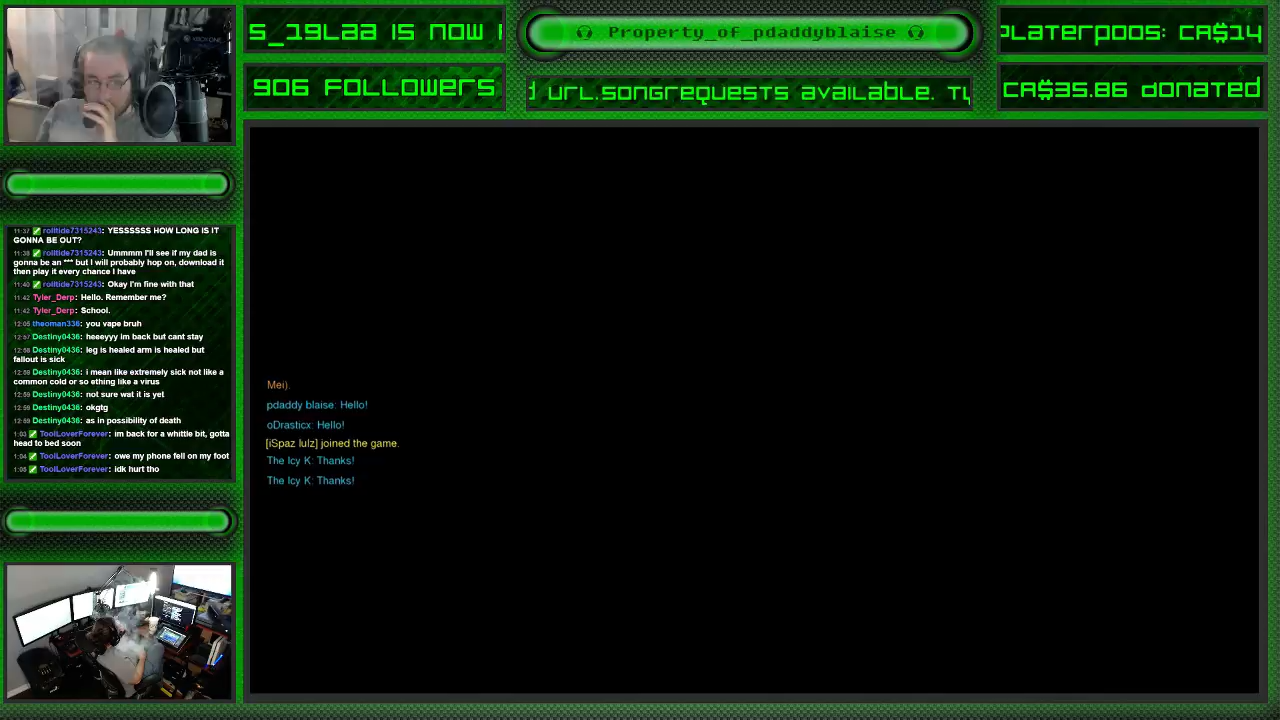 S_19Laa IS NOW
Property_of_pdaddyblaise
PLATERPOOS: CA$14
906 FOLLOWERS
URL.SONGREQUESTS AVAILABLE.
CA$35.86 DONATED
XBOX ONE
11:37 rolltide7315243: YESSSSSS HOW LONG IS IT
GONNA BE OUT?
11:38 rolltide7315243: Ummmm I'll see if my dad is
gonna be an *** but I will probably hop on, download it
then play it every chance I have
11:40 rolltide7315243: Okay I'm fine with that
11:42 Tyler_Derp: Hello. Remember me?
11:42 Tyler_Derp: School.
12:05 theoman336: you vape bruh
12:57 Destiny0436: heeeyyy im back but cant stay
12:58 Destiny0436: leg is healed arm is healed but
fallout is sick
12:59 Destiny0436: i mean like extremely sick not like a
common cold or so ething like a virus
12:59 Destiny0436: not sure wat it is yet
12:59 Destiny0436: okgtg
12:59 Destiny0436: as in possibility of death
1:03 ToolLoverForever: im back for a whittle bit, gotta
head to bed soon
1:04 ToolLoverForever: owe my phone fell on my foot
1:05 ToolLoverForever: idk hurt tho
Mei).
pdaddy blaise: Hello!
oDrasticx: Hello!
[iSpaz lulz] joined the game.
The Icy K: Thanks!
The Icy K: Thanks!